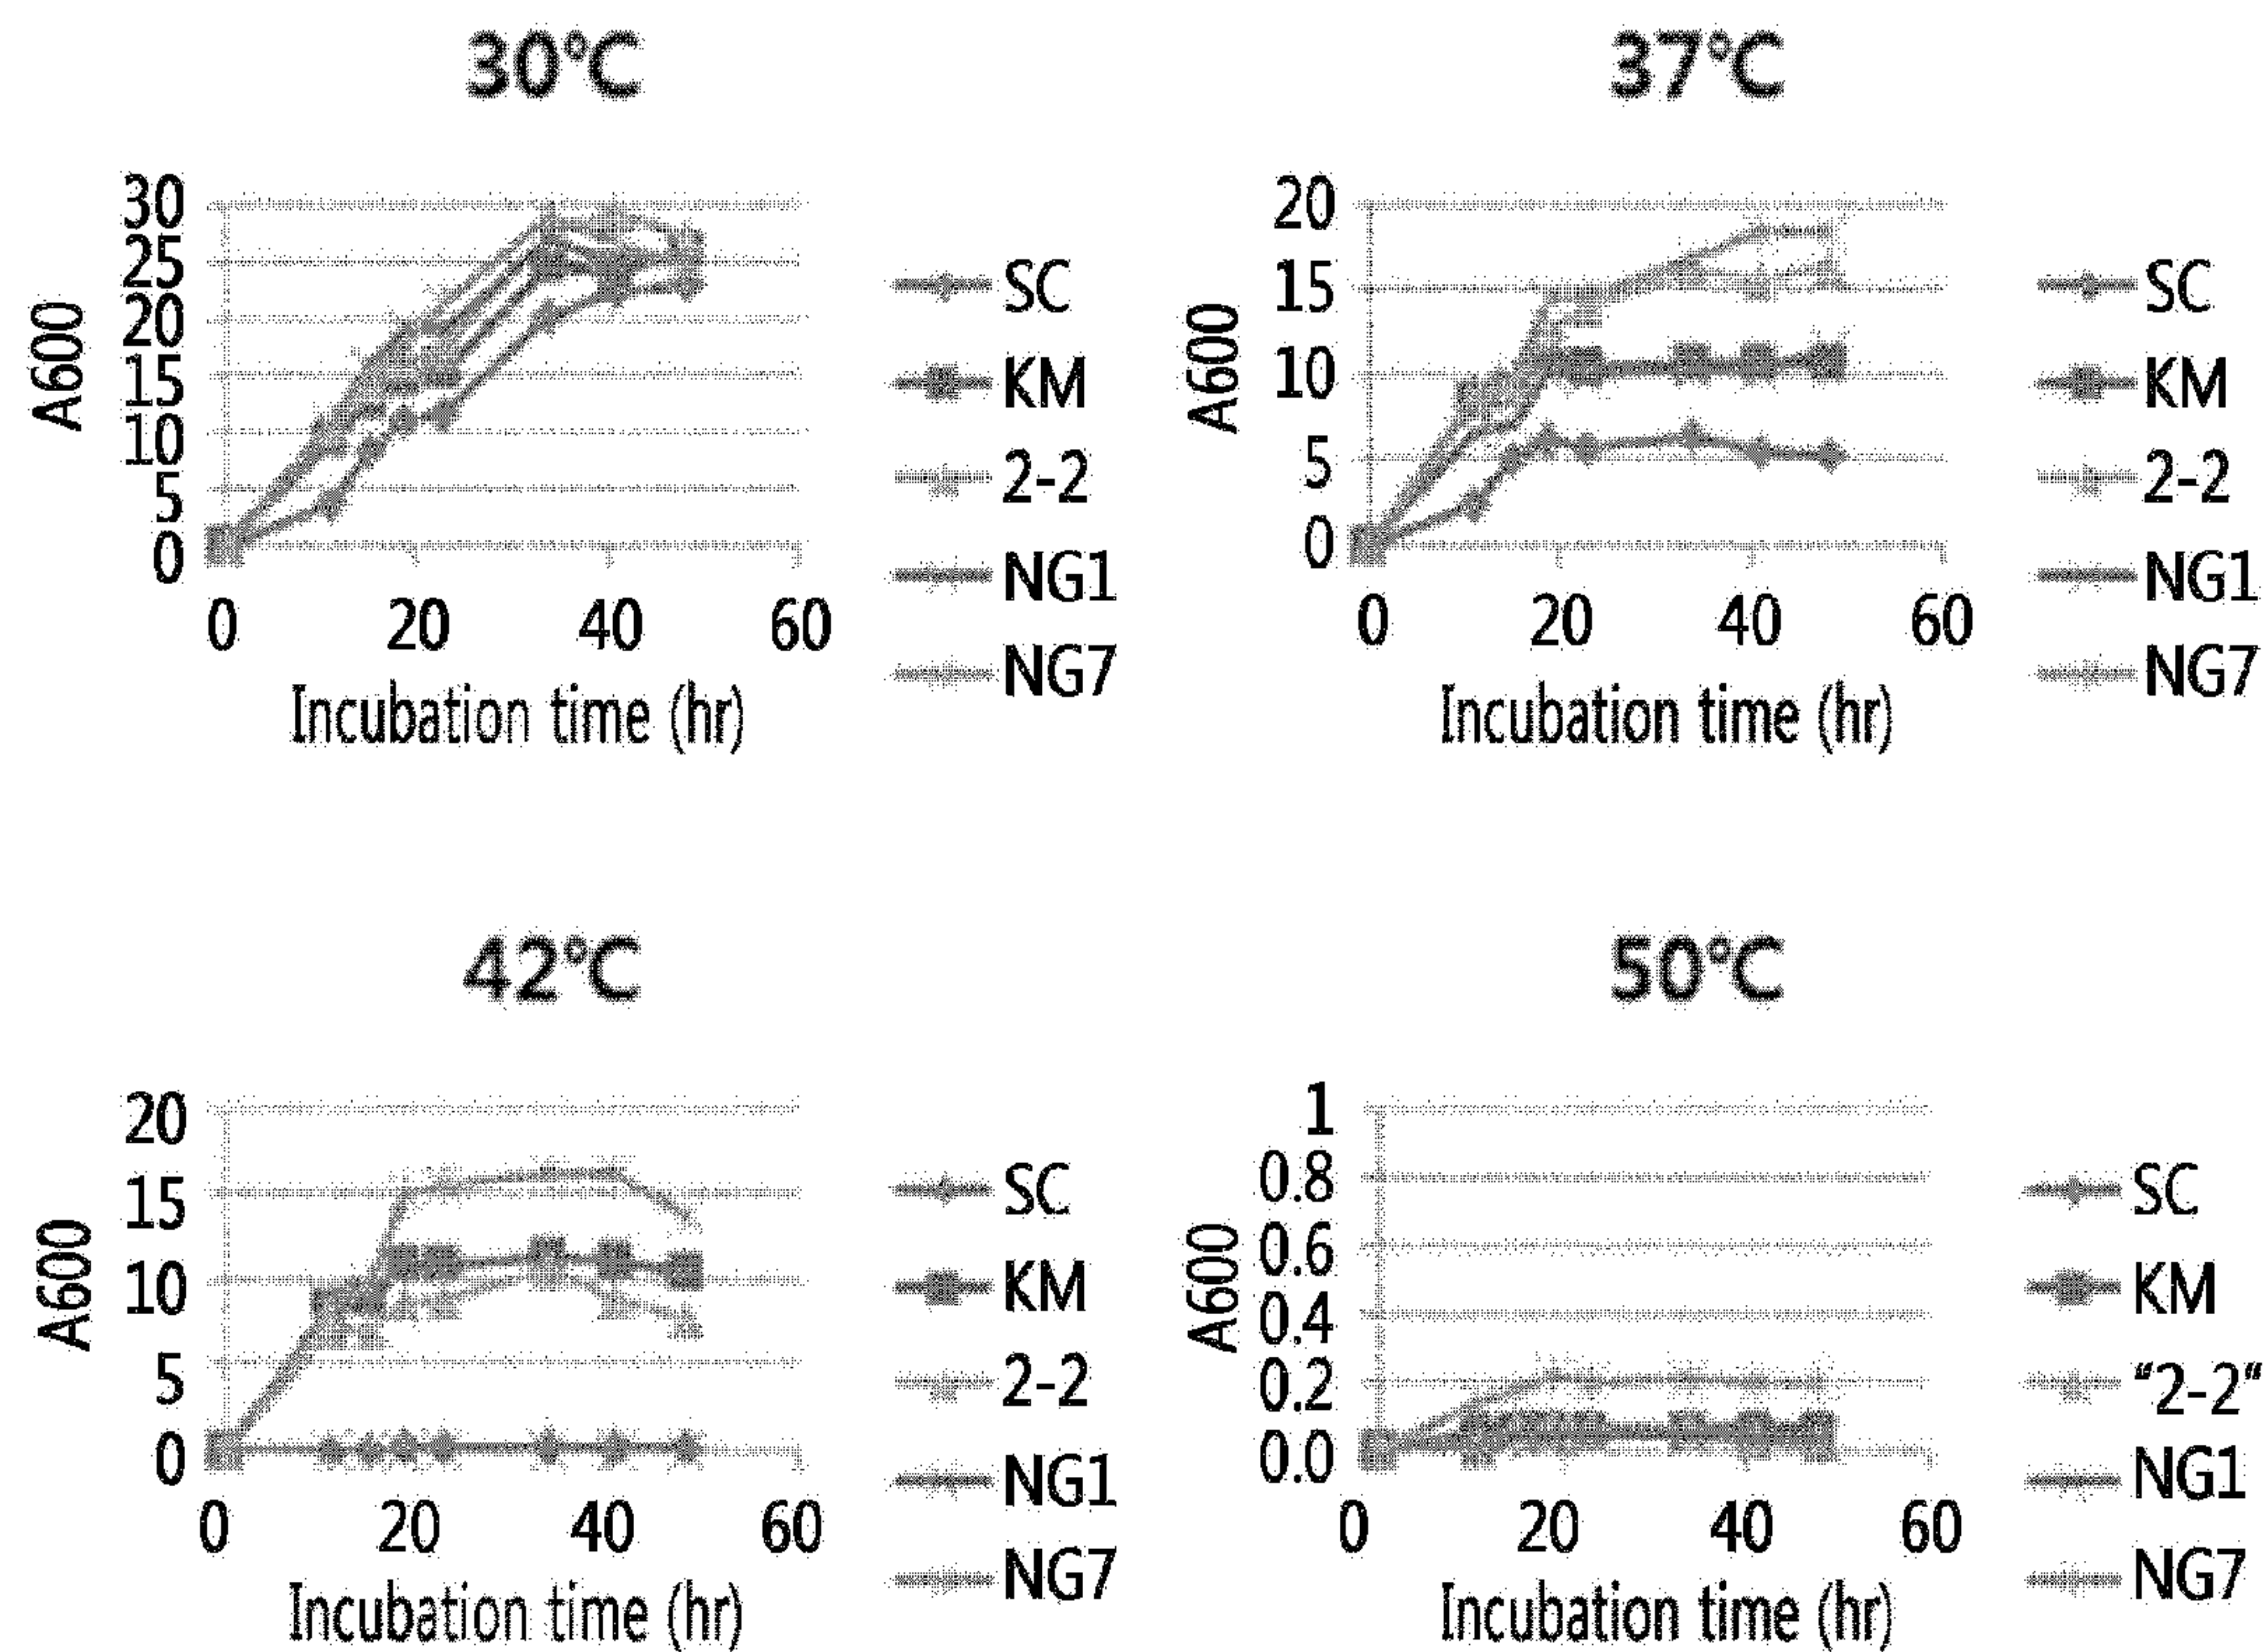 30°C
30
25
20
15
10
5
0
A600
0 20 40 60
Incubation time (hr)
SC
KM
2-2
NG1
NG7
37°C
20
15
10
5
0
A600
0 20 40 60
Incubation time (hr)
SC
KM
2-2
NG1
NG7
42°C
20
15
10
5
0
A600
0 20 40 60
Incubation time (hr)
SC
KM
2-2
NG1
NG7
50°C
1
0.8
0.6
0.4
0.2
0.0
A600
0 20 40 60
Incubation time (hr)
SC
KM
“2-2“
NG1
NG7